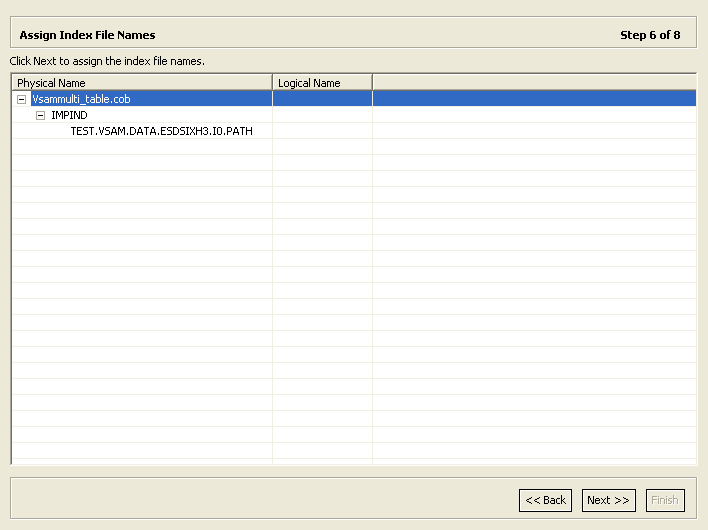 Assign Index File Names
Step 6 of 8
Click Next to assign the index file names.
Physical Name
Logical Name
Vsammulti_table.cob
IMPIND
TEST.VSAM.DATA.ESDSIXH3.I0.PATH
<< Back
Next >>
Finish